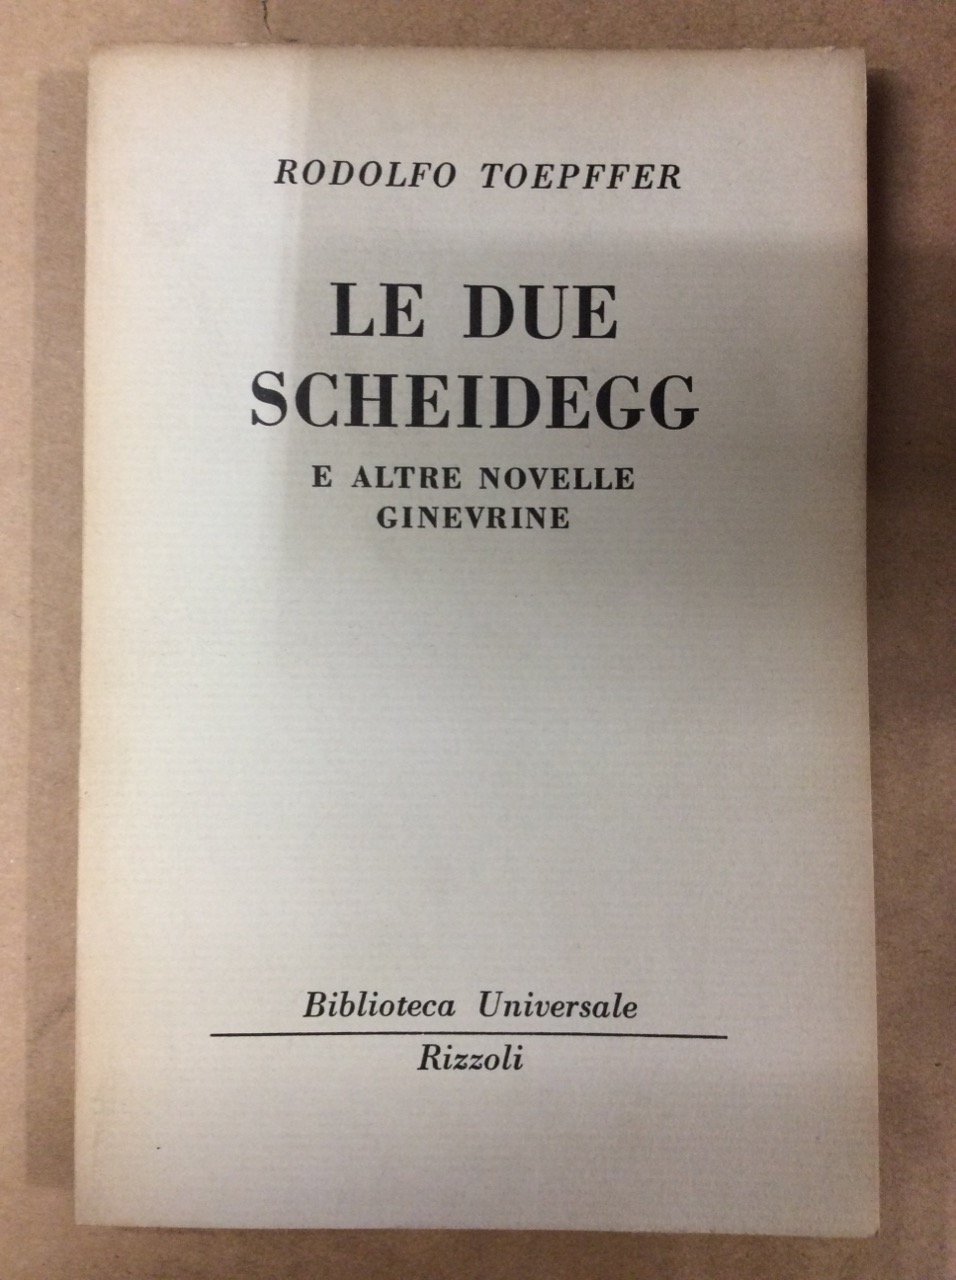 RODOLFO TOEPFFER
LE DUE
SCHEIDEGG
E ALTRE NOVELLE
GINEVRINE
Biblioteca Universale
Rizzoli